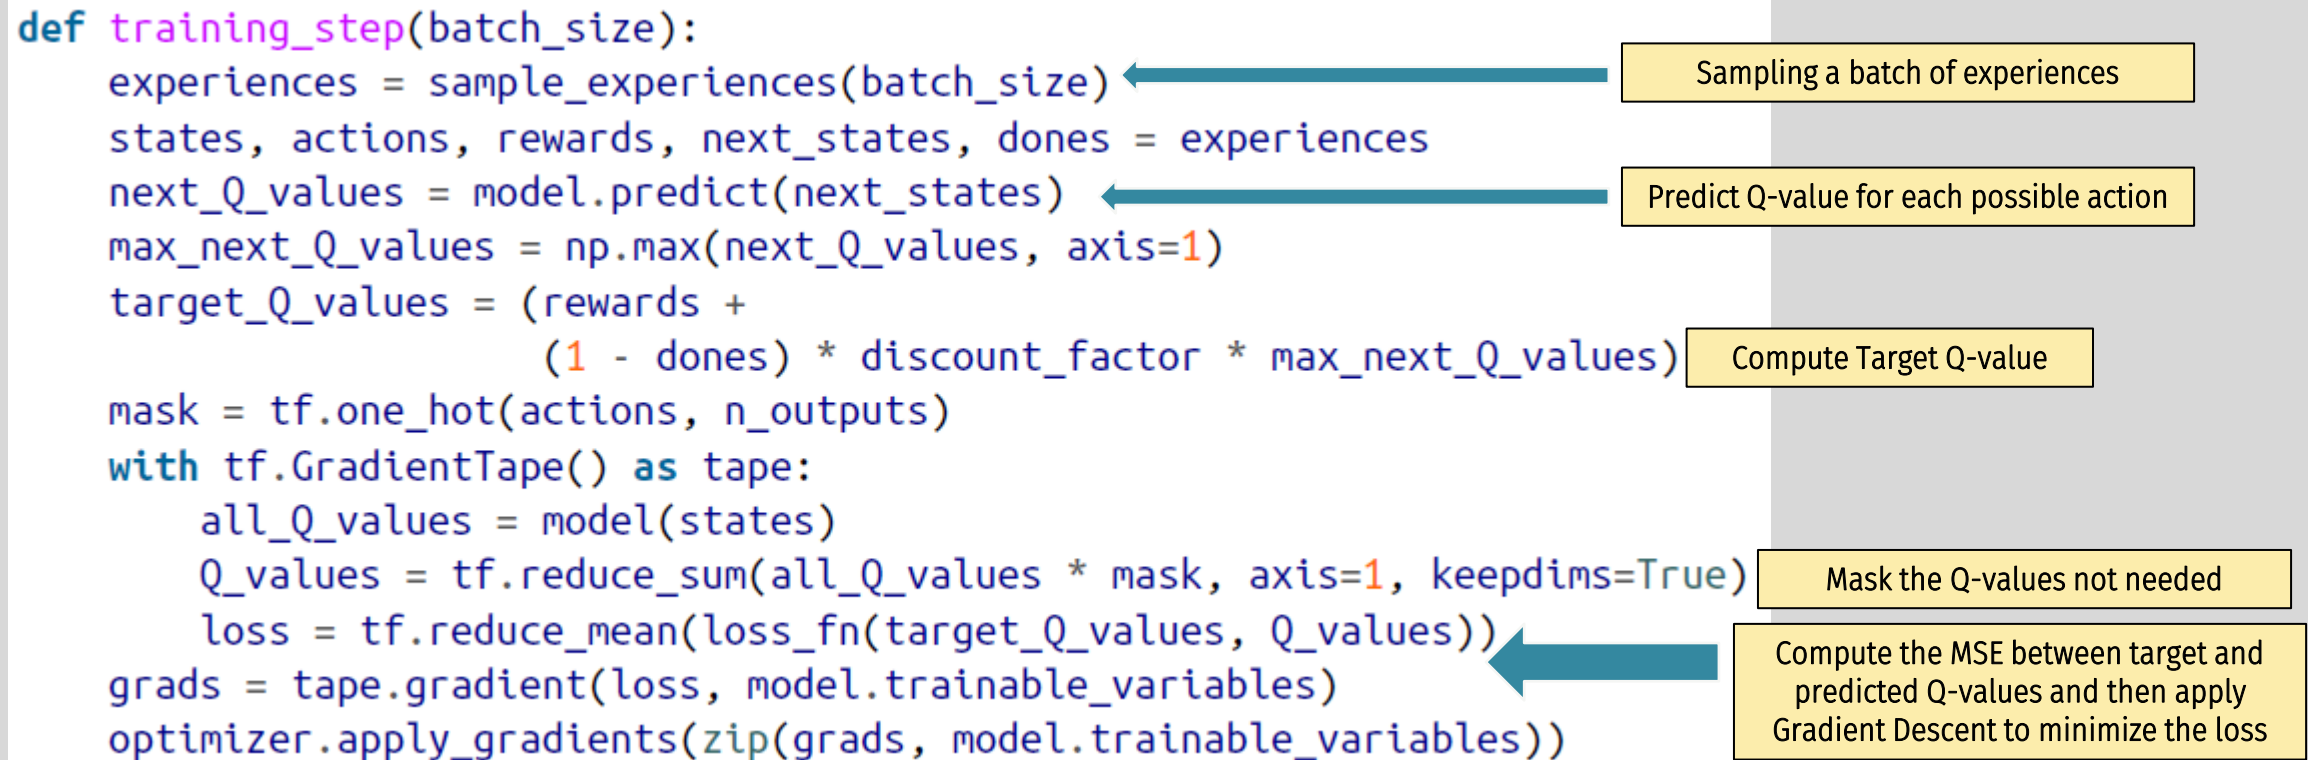 def training_step(batch_size):
    experiences = sample_experiences(batch_size)
Sampling a batch of experiences
    states, actions, rewards, next_states, dones = experiences
    next_Q_values = model.predict(next_states)
Predict Q-value for each possible action
    max_next_Q_values = np.max(next_Q_values, axis=1)
    target_Q_values = (rewards +
                       (1 - dones) * discount_factor * max_next_Q_values)
Compute Target Q-value
    mask = tf.one_hot(actions, n_outputs)
    with tf.GradientTape() as tape:
        all_Q_values = model(states)
        Q_values = tf.reduce_sum(all_Q_values * mask, axis=1, keepdims=True)
Mask the Q-values not needed
        loss = tf.reduce_mean(loss_fn(target_Q_values, Q_values))
    grads = tape.gradient(loss, model.trainable_variables)
    optimizer.apply_gradients(zip(grads, model.trainable_variables))
Compute the MSE between target and
predicted Q-values and then apply
Gradient Descent to minimize the loss